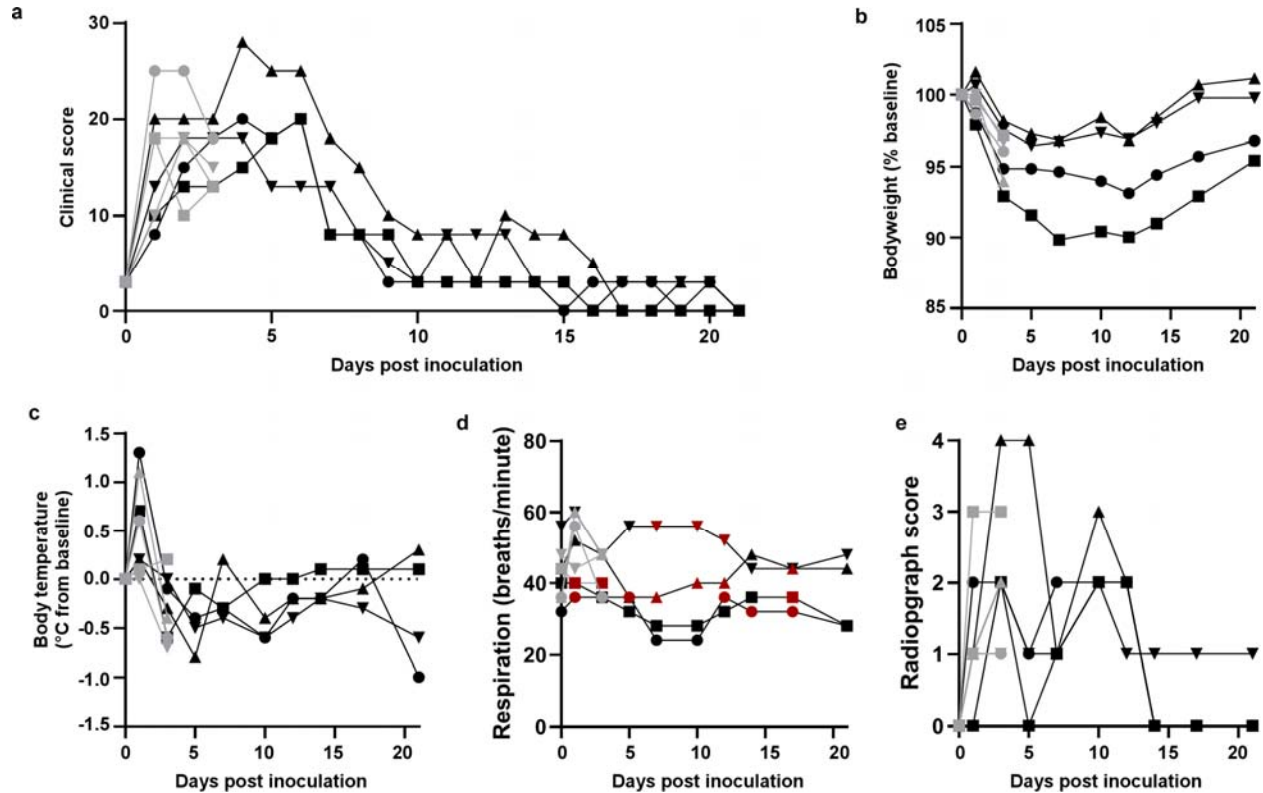 a
30
20
10
0
Clinical score
0 5 10 15 20
Days post inoculation
b
105
100
95
90
85
Bodyweight (% baseline)
0 5 10 15 20
Days post inoculation
c
1.5
1.0
0.5
0.0
-0.5
-1.0
-1.5
Body temperature
(°C from baseline)
0 5 10 15 20
Days post inoculation
d
80
60
40
20
0
Respiration (breaths/minute)
0 5 10 15 20
Days post inoculation
e
4
3
2
1
0
Radiopgraph score
0 5 10 15 20
Days post inoculation